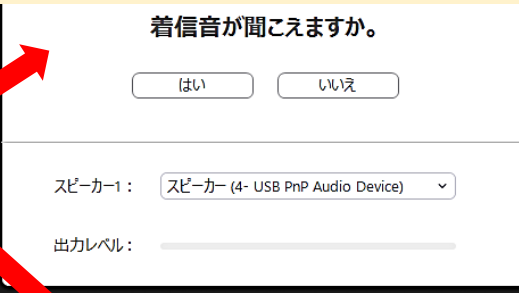 着信音が聞こえますか。
はい
いいえ
スピーカー1：
スピーカー (4- USB PnP Audio Device)
出力レベル：